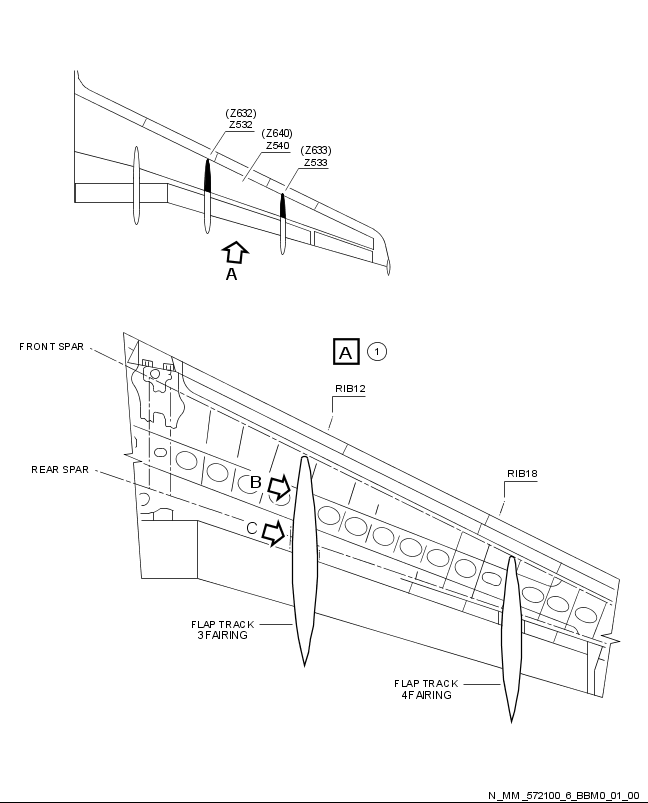 (Z632)
Z532
(Z640)
Z540
(Z633)
Z533
A
FRONT SPAR
A 1
RIB12
REAR SPAR
RIB18
B
C
FLAP TRACK
3 FAIRING
FLAP TRACK
4 FAIRING
N_MM_572100_6_BBM0_01_00